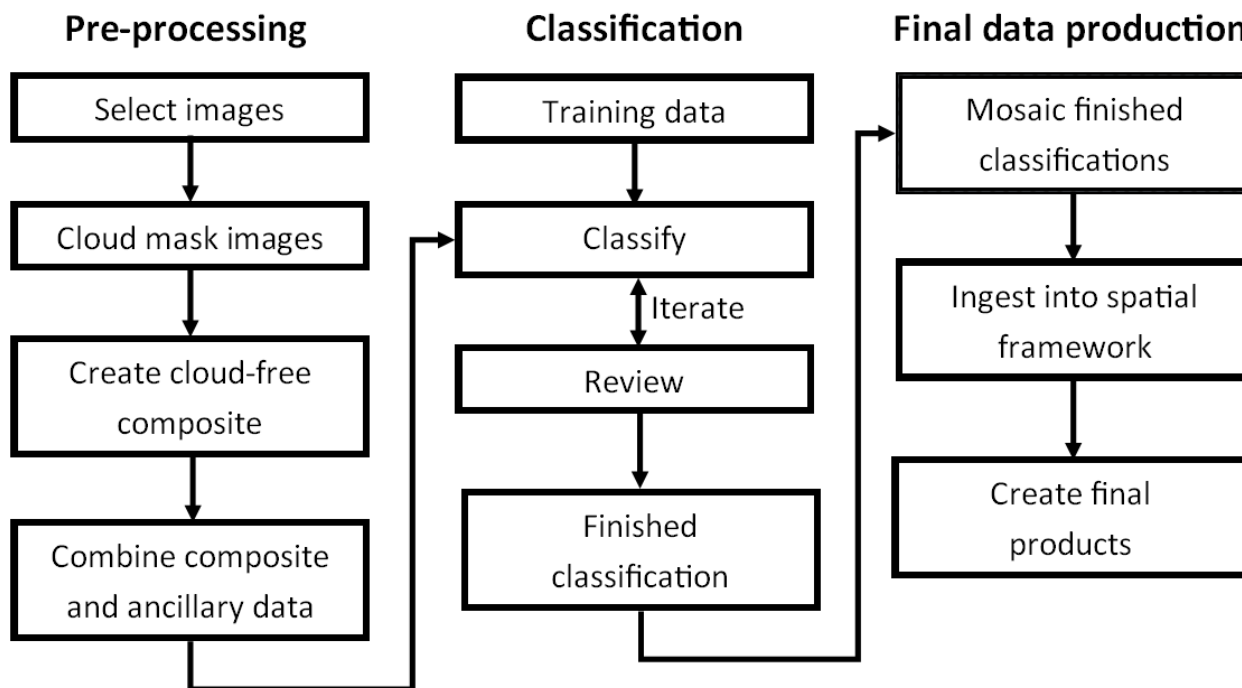 Pre-processing
Select images
Cloud mask images
Create cloud-free
composite
Combine composite
and ancillary data
Classification
Training data
Classify
Iterate
Review
Finished
classification
Final data production
Mosaic finished
classifications
Ingest into spatial
framework
Create final
products